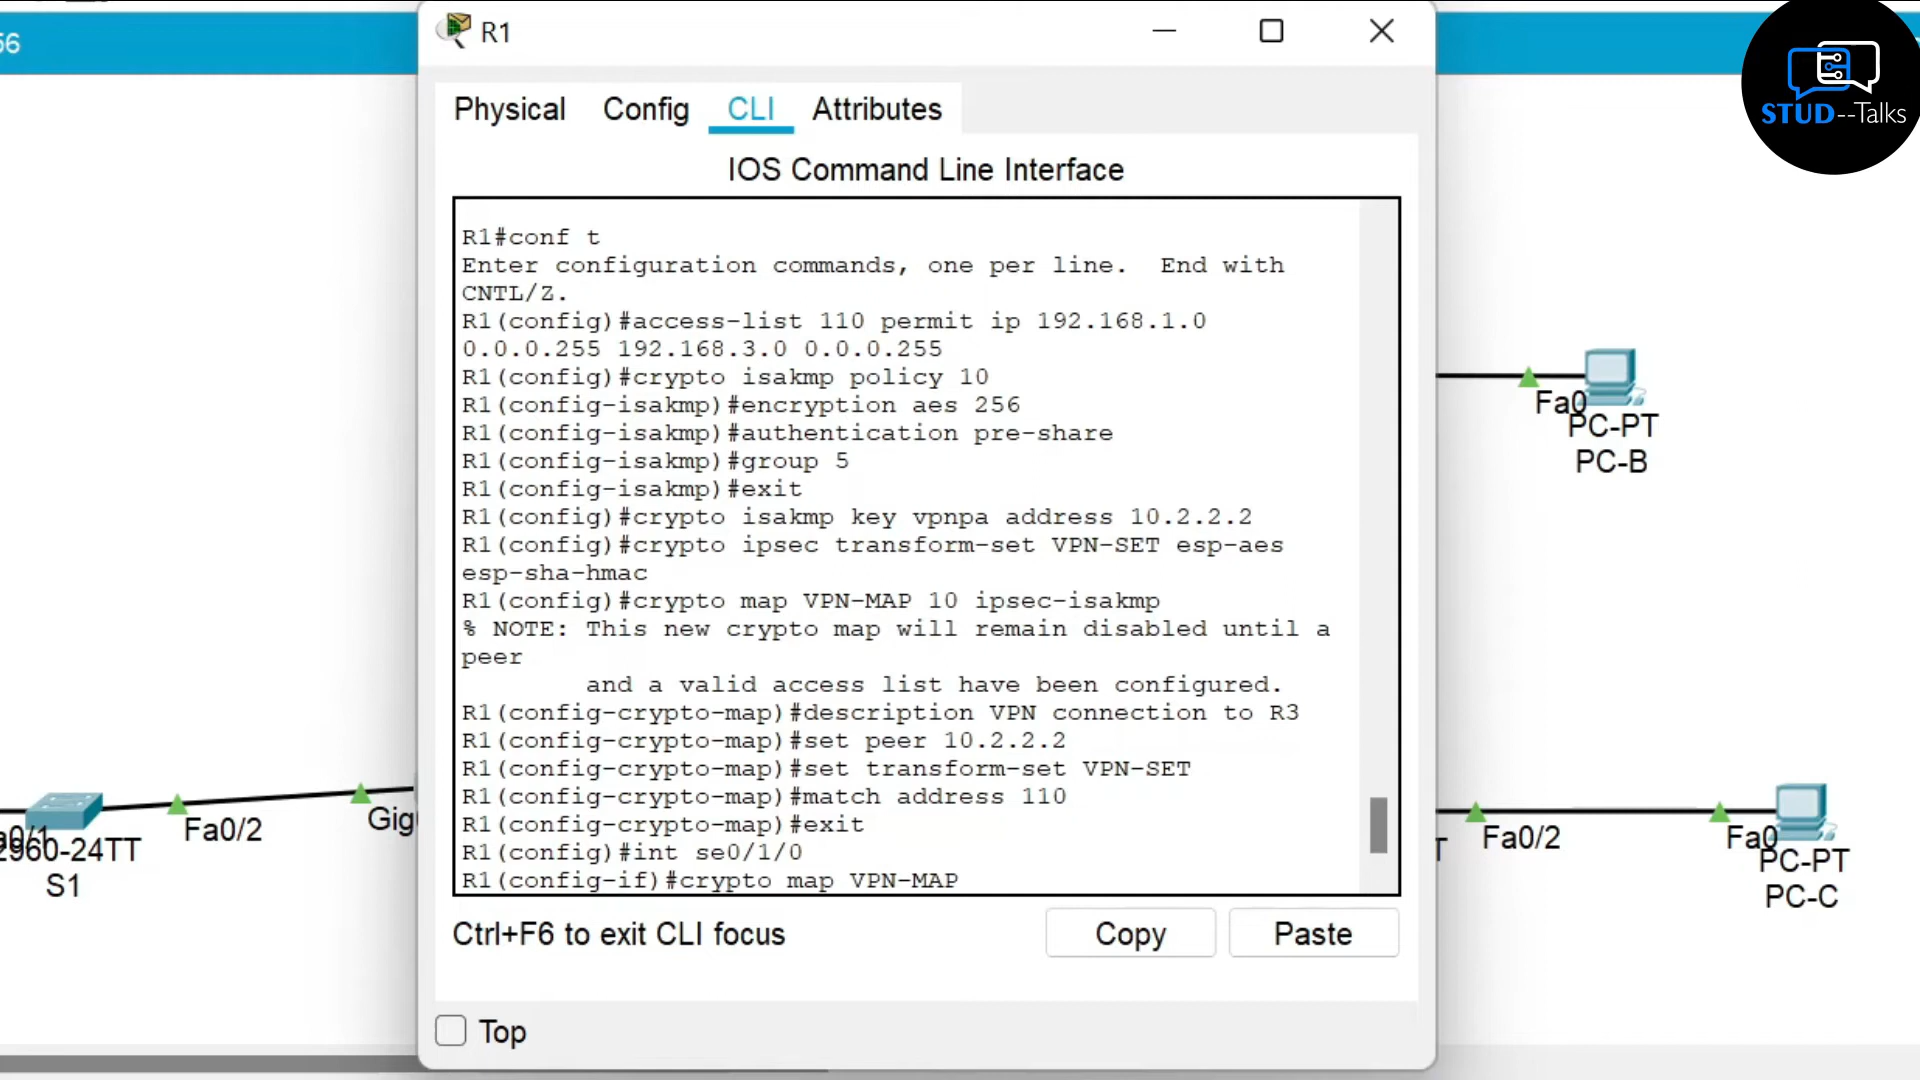 56
R1
STUD--Talks
Physical Config CLI Attributes
IOS Command Line Interface
R1#conf t
Enter configuration commands, one per line.  End with
CNTL/Z.
R1(config)#access-list 110 permit ip 192.168.1.0
0.0.0.255 192.168.3.0 0.0.0.255
R1(config)#crypto isakmp policy 10
R1(config-isakmp)#encryption aes 256
R1(config-isakmp)#authentication pre-share
R1(config-isakmp)#group 5
R1(config-isakmp)#exit
R1(config)#crypto isakmp key vpnpa address 10.2.2.2
R1(config)#crypto ipsec transform-set VPN-SET esp-aes
esp-sha-hmac
R1(config)#crypto map VPN-MAP 10 ipsec-isakmp
% NOTE: This new crypto map will remain disabled until a
peer
and a valid access list have been configured.
R1(config-crypto-map)#description VPN connection to R3
R1(config-crypto-map)#set peer 10.2.2.2
R1(config-crypto-map)#set transform-set VPN-SET
R1(config-crypto-map)#match address 110
R1(config-crypto-map)#exit
R1(config)#int se0/1/0
R1(config-if)#crypto map VPN-MAP
Ctrl+F6 to exit CLI focus
Copy Paste
Top
Fa0
PC-PT
PC-B
a0/1
2960-24TT
S1
Fa0/2
Gig
T
Fa0/2
Fa0
PC-PT
PC-C